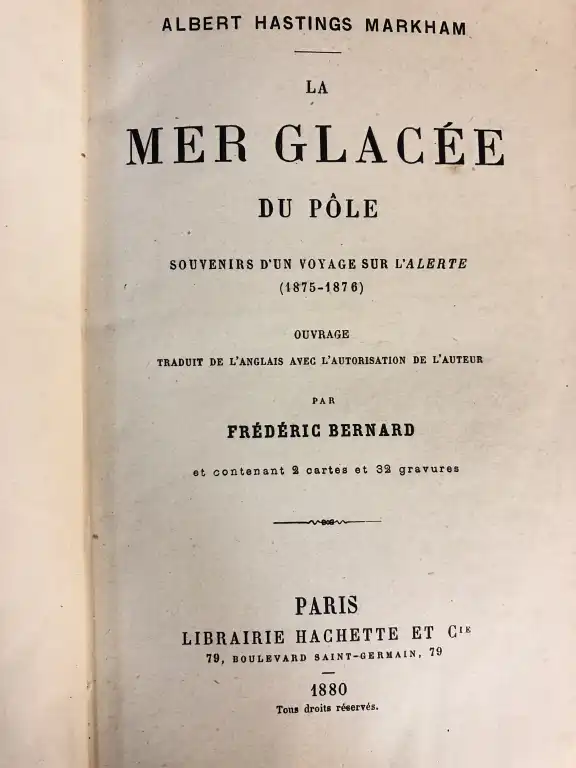 ALBERT HASTINGS MARKHAM
LA
MER GLACÉE
DU PÔLE
SOUVENIRS D'UN VOYAGE SUR L'ALERTE
(1875-1876)
OUVRAGE
TRADUIT DE L'ANGLAIS AVEC L'AUTORISATION DE L'AUTEUR
PAR
FRÉDÉRIC BERNARD
et contenant 2 cartes et 32 gravures
PARIS
LIBRAIRIE HACHETTE ET CIE
79, BOULEVARD SAINT-GERMAIN, 79
1880
Tous droits réservés.